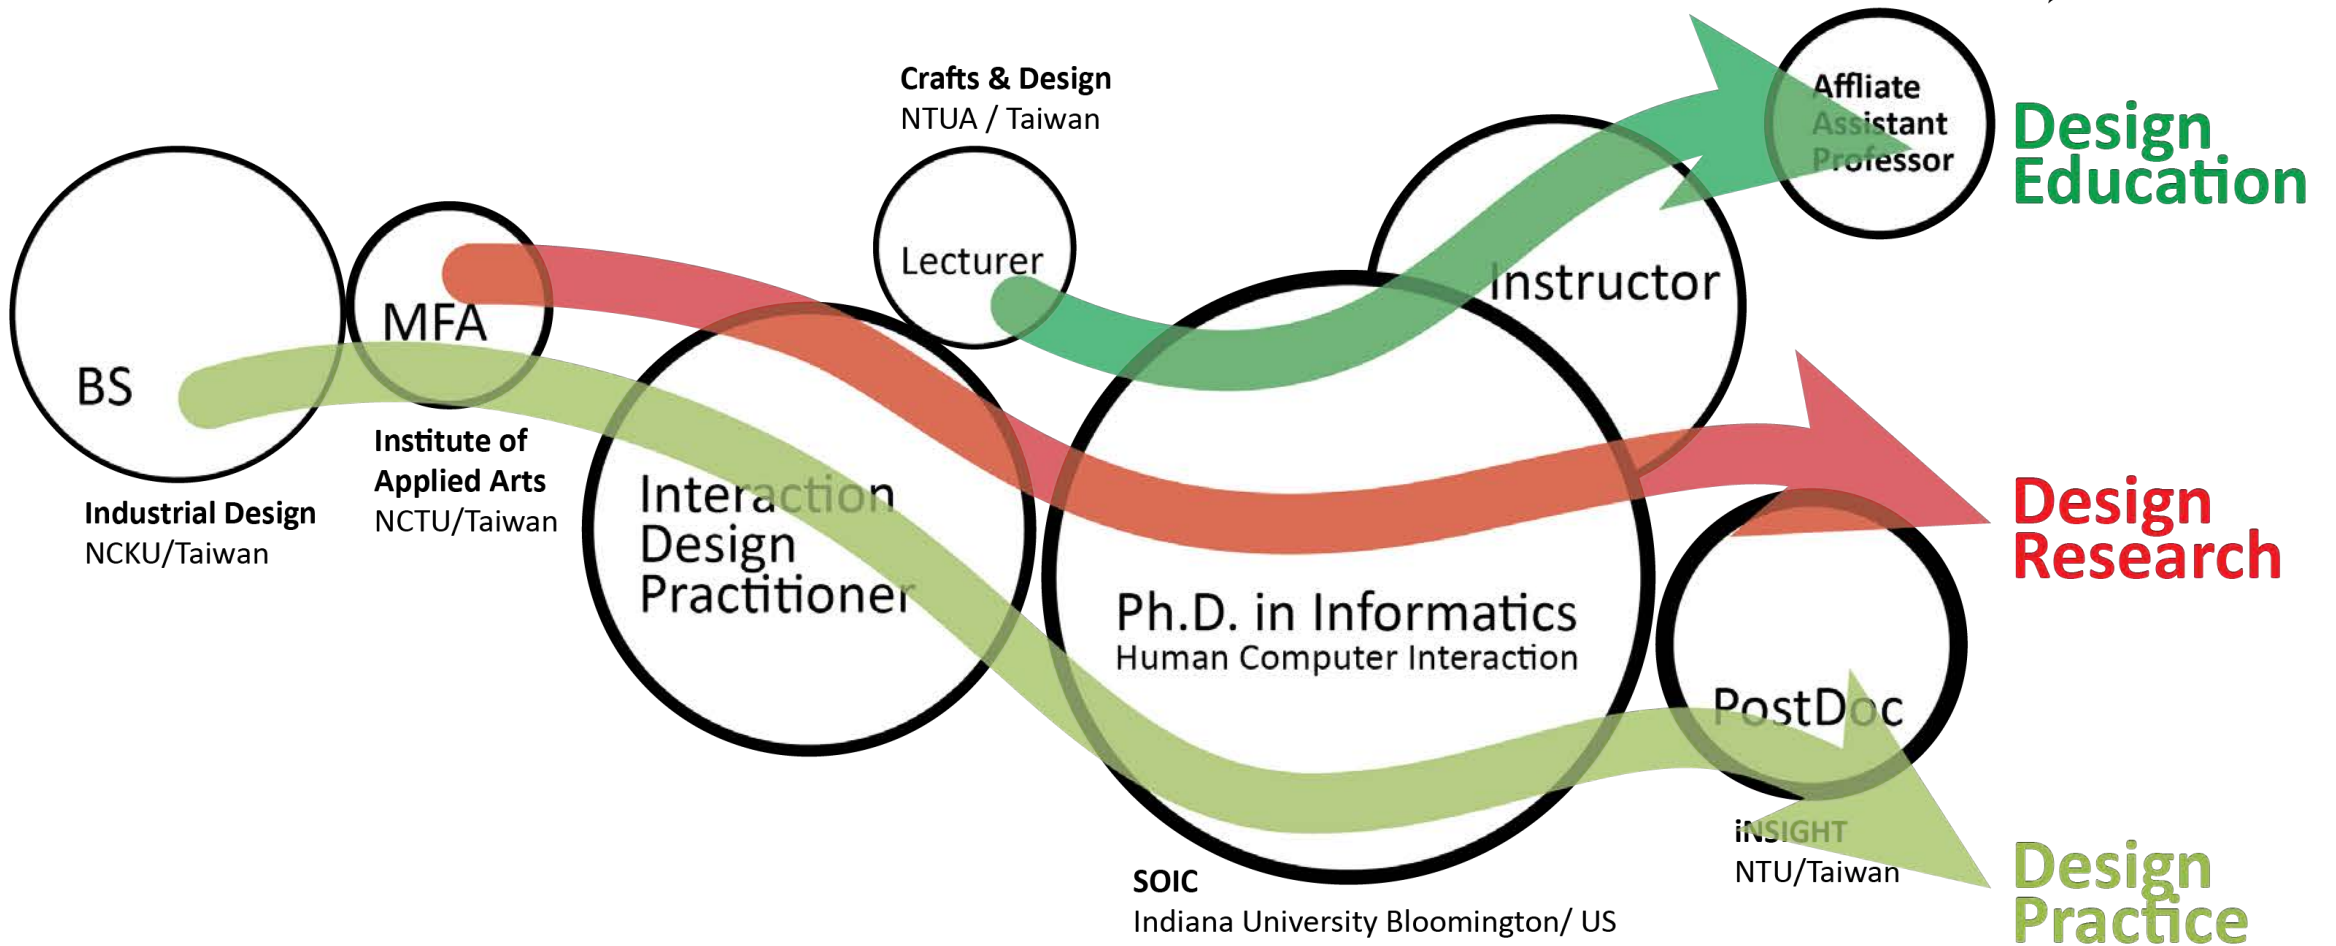 BS
Industrial Design
NCKU/Taiwan
MFA
Institute of
Applied Arts
NCTU/Taiwan
Interaction
Design
Practitioner
Crafts & Design
NTUA / Taiwan
Lecturer
Ph.D. in Informatics
Human Computer Interaction
SOIC
Indiana University Bloomington/ US
Instructor
Affliate
Assistant
Professor
PostDoc
iNSIGHT
NTU/Taiwan
Design
Education
Design
Research
Design
Practice